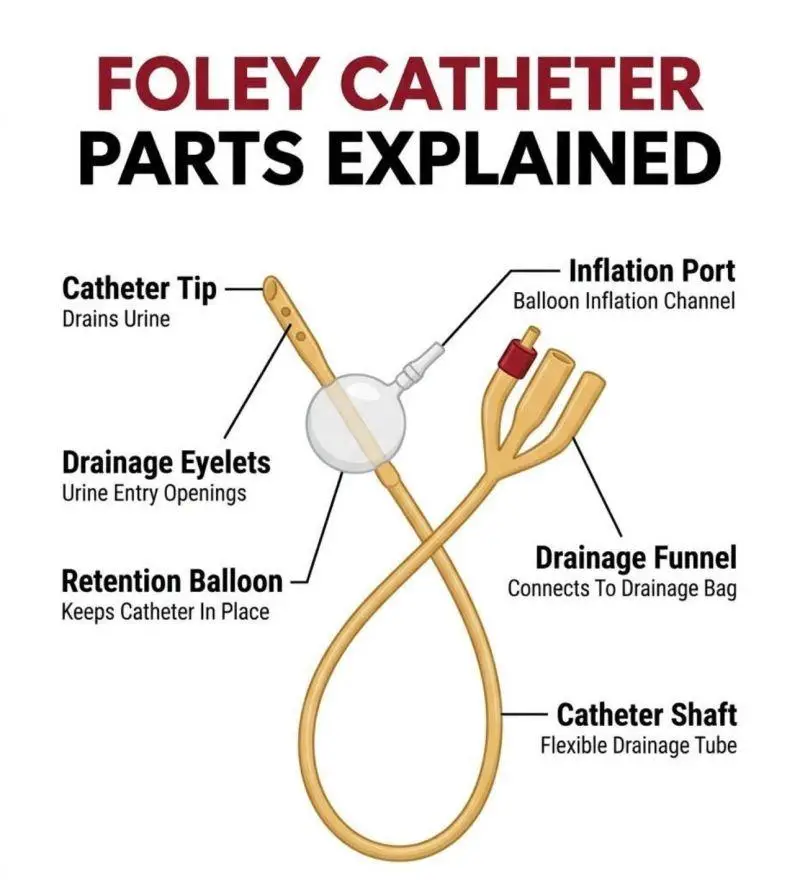 FOLEY CATHETER
PARTS EXPLAINED
Catheter Tip
Drains Urine
Inflation Port
Balloon Inflation Channel
Drainage Eyelets
Urine Entry Openings
Retention Balloon
Keeps Catheter In Place
Drainage Funnel
Connects To Drainage Bag
Catheter Shaft
Flexible Drainage Tube